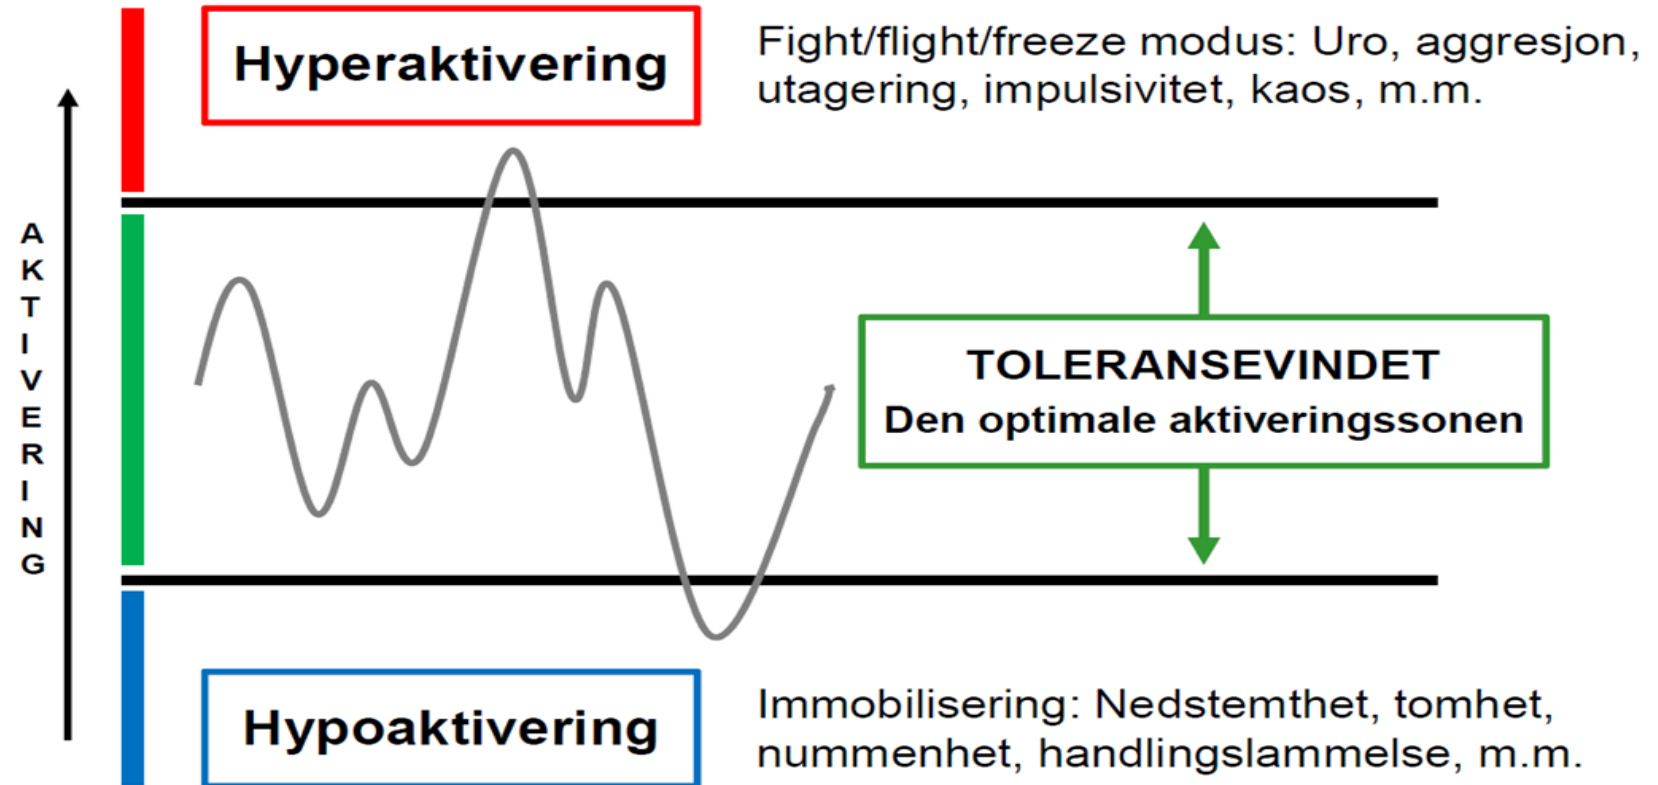 Hyperaktivering
Fight/flight/freeze modus: Uro, aggresjon,
utagering, impulsivitet, kaos, m.m.
AKTIVERING
TOLERANSEVINDET
Den optimale aktiveringssonen
Hypoaktivering
Immobilisering: Nedstemthet, tomhet,
nummenhet, handlingslammelse, m.m.